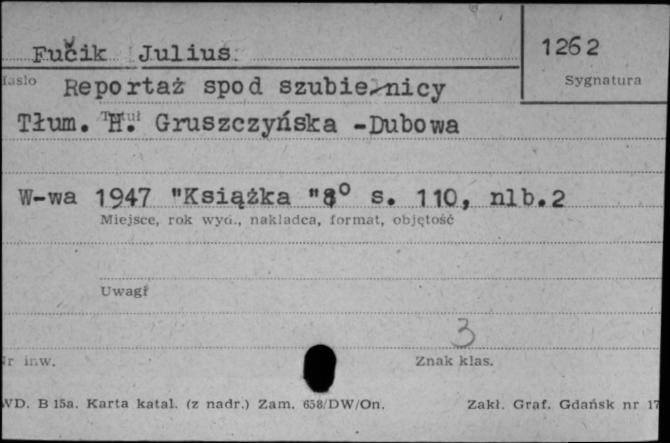 Fučik Julius
1262
Sygnatura
Hasło Reportaż spod szubienicy
Tytuł
Tłum. H. Gruszczyńska -Dubowa
W-wa 1947 "Książka "8° s. 110, nlb.2
Miejsce, rok wyd., nakładca, format, objętość
Uwagi
3
Nr inw.
Znak klas.
WD. B 15a. Karta katal. (z nadr.) Zam. 658/DW/On.
Zakł. Graf. Gdańsk nr 17